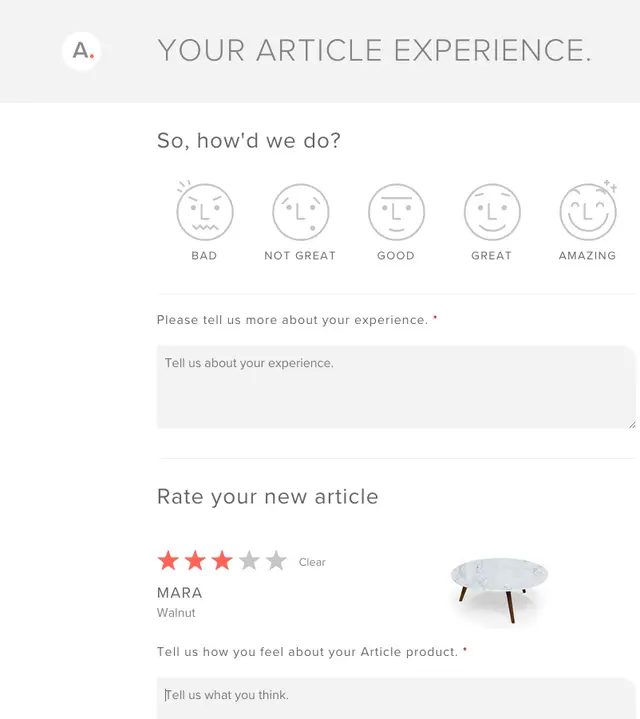 A.
YOUR ARTICLE EXPERIENCE.
So, how'd we do?
BAD NOT GREAT GOOD GREAT AMAZING
Please tell us more about your experience. *
Tell us about your experience.
Rate your new article
Clear
MARA
Walnut
Tell us how you feel about your Article product. *
Tell us what you think.